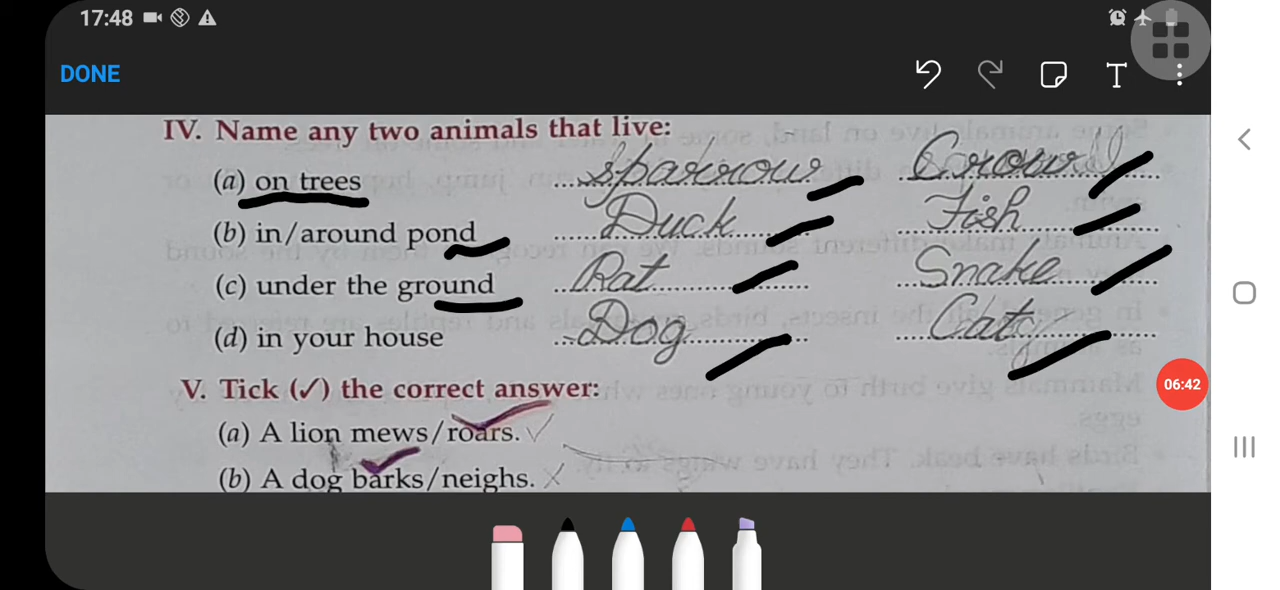 17:48
DONE
T
IV. Name any two animals that live:
(a) on trees Sparrow Crow
(b) in/around pond Duck Fish
(c) under the ground Rat Snake
(d) in your house Dog Cat
V. Tick (✓) the correct answer:
(a) A lion mews/roars. ✓
(b) A dog barks/neighs. ×
06:42